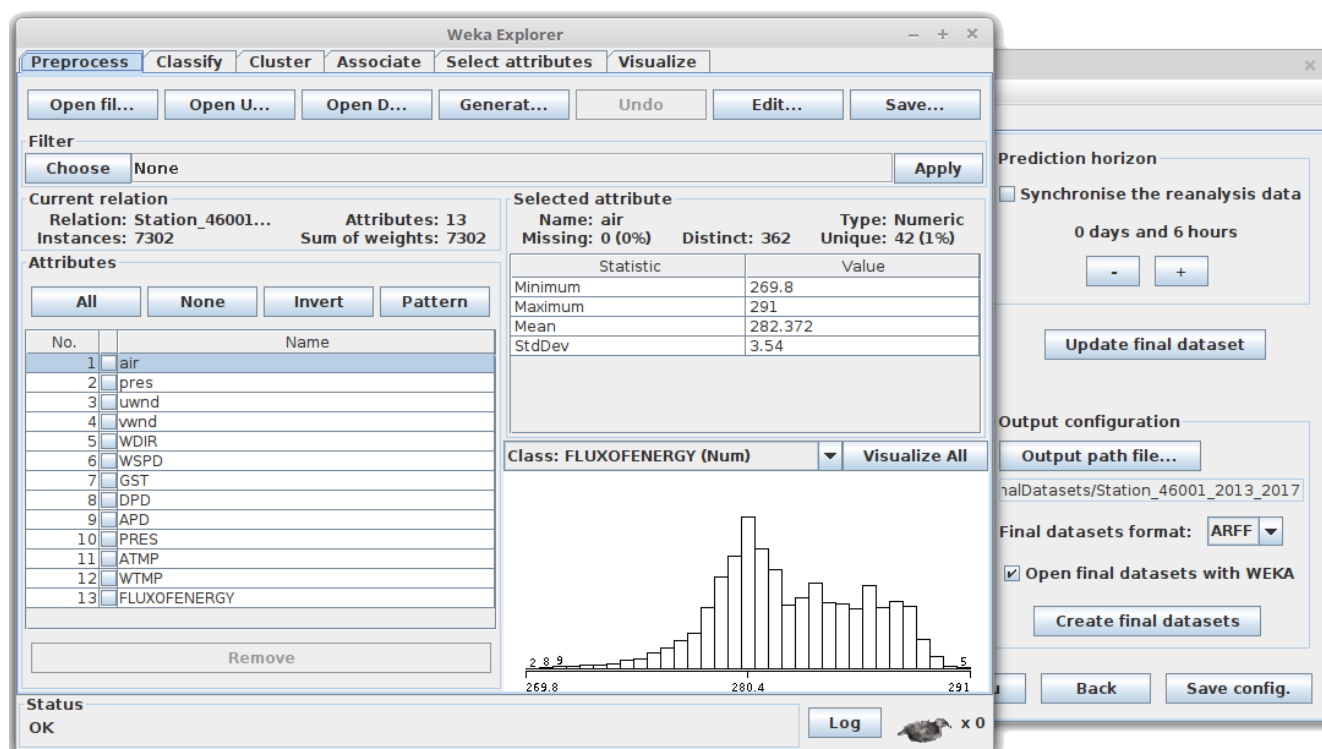 Weka Explorer
Preprocess Classify Cluster Associate Select attributes Visualize
Open fil... Open U... Open D... Generat... Undo Edit... Save...
Filter
Choose None Apply
Current relation
Relation: Station_46001... Attributes: 13
Instances: 7302 Sum of weights: 7302
Attributes
All None Invert Pattern
No. Name
1 air
2 pres
3 uwnd
4 vwnd
5 WDIR
6 WSPD
7 GST
8 DPD
9 APD
10 PRES
11 ATMP
12 WTMP
13 FLUXOFENERGY
Remove
Selected attribute
Name: air Type: Numeric
Missing: 0 (0%) Distinct: 362 Unique: 42 (1%)
Statistic Value
Minimum 269.8
Maximum 291
Mean 282.372
StdDev 3.54
Class: FLUXOFENERGY (Num) Visualize All
2 8 9 5
269.8 280.4 291
Status
OK
Log x 0
Prediction horizon
Synchronise the reanalysis data
0 days and 6 hours
- +
Update final dataset
Output configuration
Output path file...
nalDatasets/Station_46001_2013_2017
Final datasets format: ARFF
Open final datasets with WEKA
Create final datasets
Back Save config.